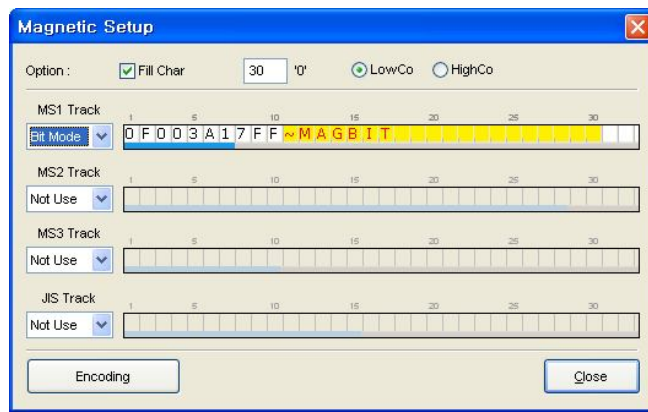 Magnetic Setup
Option : Fill Char 30 '0' LowCo HighCo
MS1 Track
1 5 10 15 20 25 30
Bit Mode 0F003A17FF~MAGBIT
MS2 Track
1 5 10 15 20 25 30
Not Use
MS3 Track
1 5 10 15 20 25 30
Not Use
JIS Track
1 5 10 15 20 25 30
Not Use
Encoding Close